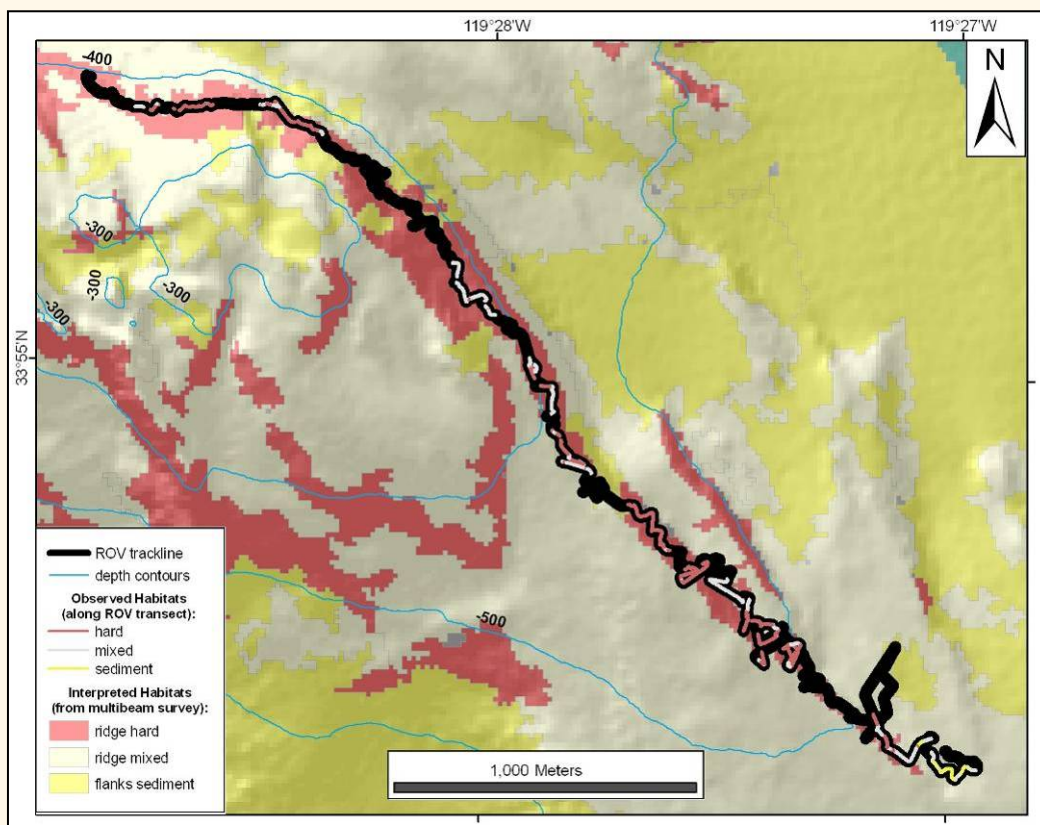 119°28'W
119°27'W
N
-400
-300
-300
-300
-300
33°55'N
-500
ROV trackline
depth contours
Observed Habitats
(along ROV transect):
hard
mixed
sediment
Interpreted Habitats
(from multibeam survey):
ridge hard
ridge mixed
flanks sediment
1,000 Meters